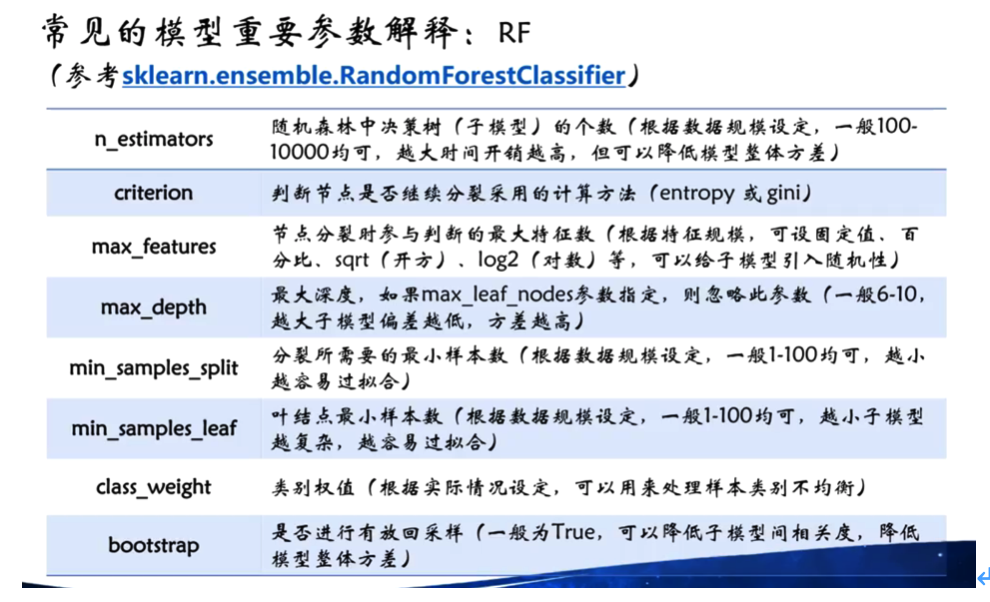 常见的模型重要参数解释：RF
（参考sklearn.ensemble.RandomForestClassifier）
n_estimators
随机森林中决策树（子模型）的个数（根据数据规模设定，一般100-
10000均可，越大时间开销越高，但可以降低模型整体方差）
criterion
判断节点是否继续分裂采用的计算方法（entropy 或 gini）
max_features
节点分裂时参与判断的最大特征数（根据特征规模，可设固定值、百
分比、sqrt（开方）、log2（对数）等，可以给子模型引入随机性）
max_depth
最大深度，如果max_leaf_nodes参数指定，则忽略此参数（一般6-10，
越大子模型偏差越低，方差越高）
min_samples_split
分裂所需要的最小样本数（根据数据规模设定，一般1-100均可，越小
越容易过拟合）
min_samples_leaf
叶结点最小样本数（根据数据规模设定，一般1-100均可，越小子模型
越复杂，越容易过拟合）
class_weight
类别权值（根据实际情况设定，可以用来处理样本类别不均衡）
bootstrap
是否进行有放回采样（一般为True，可以降低子模型间相关度，降低
模型整体方差）